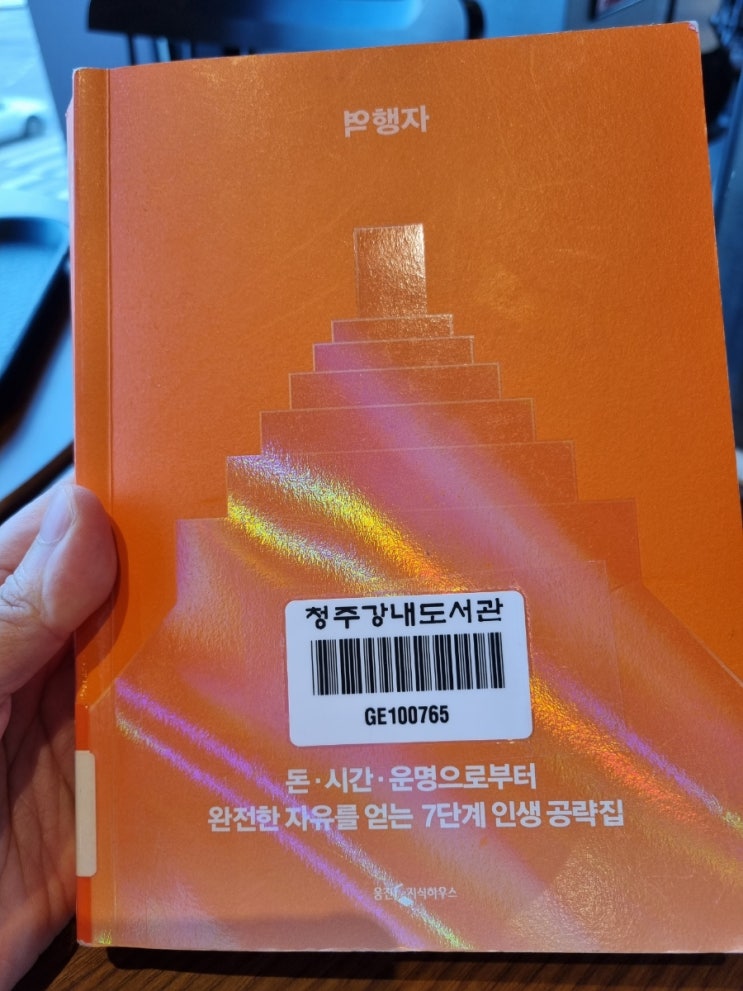 역행자
청주강내도서관
GE100765
돈·시간·운명으로부터
완전한 자유를 얻는 7단계 인생 공략집
웅진지식하우스